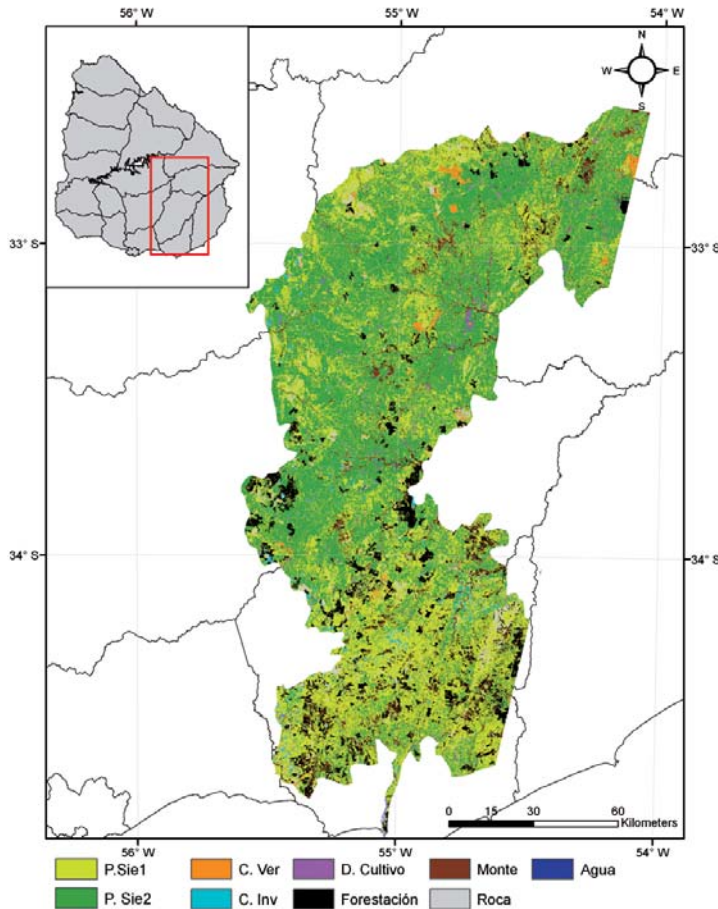 56° W 55° W 54° W
N
W E
S
33° S 33° S
34° S 34° S
0 15 30 60
Kilometers
56° W 55° W 54° W
P.Sie1 C. Ver D. Cultivo Monte Agua
P. Sie2 C. Inv Forestación Roca